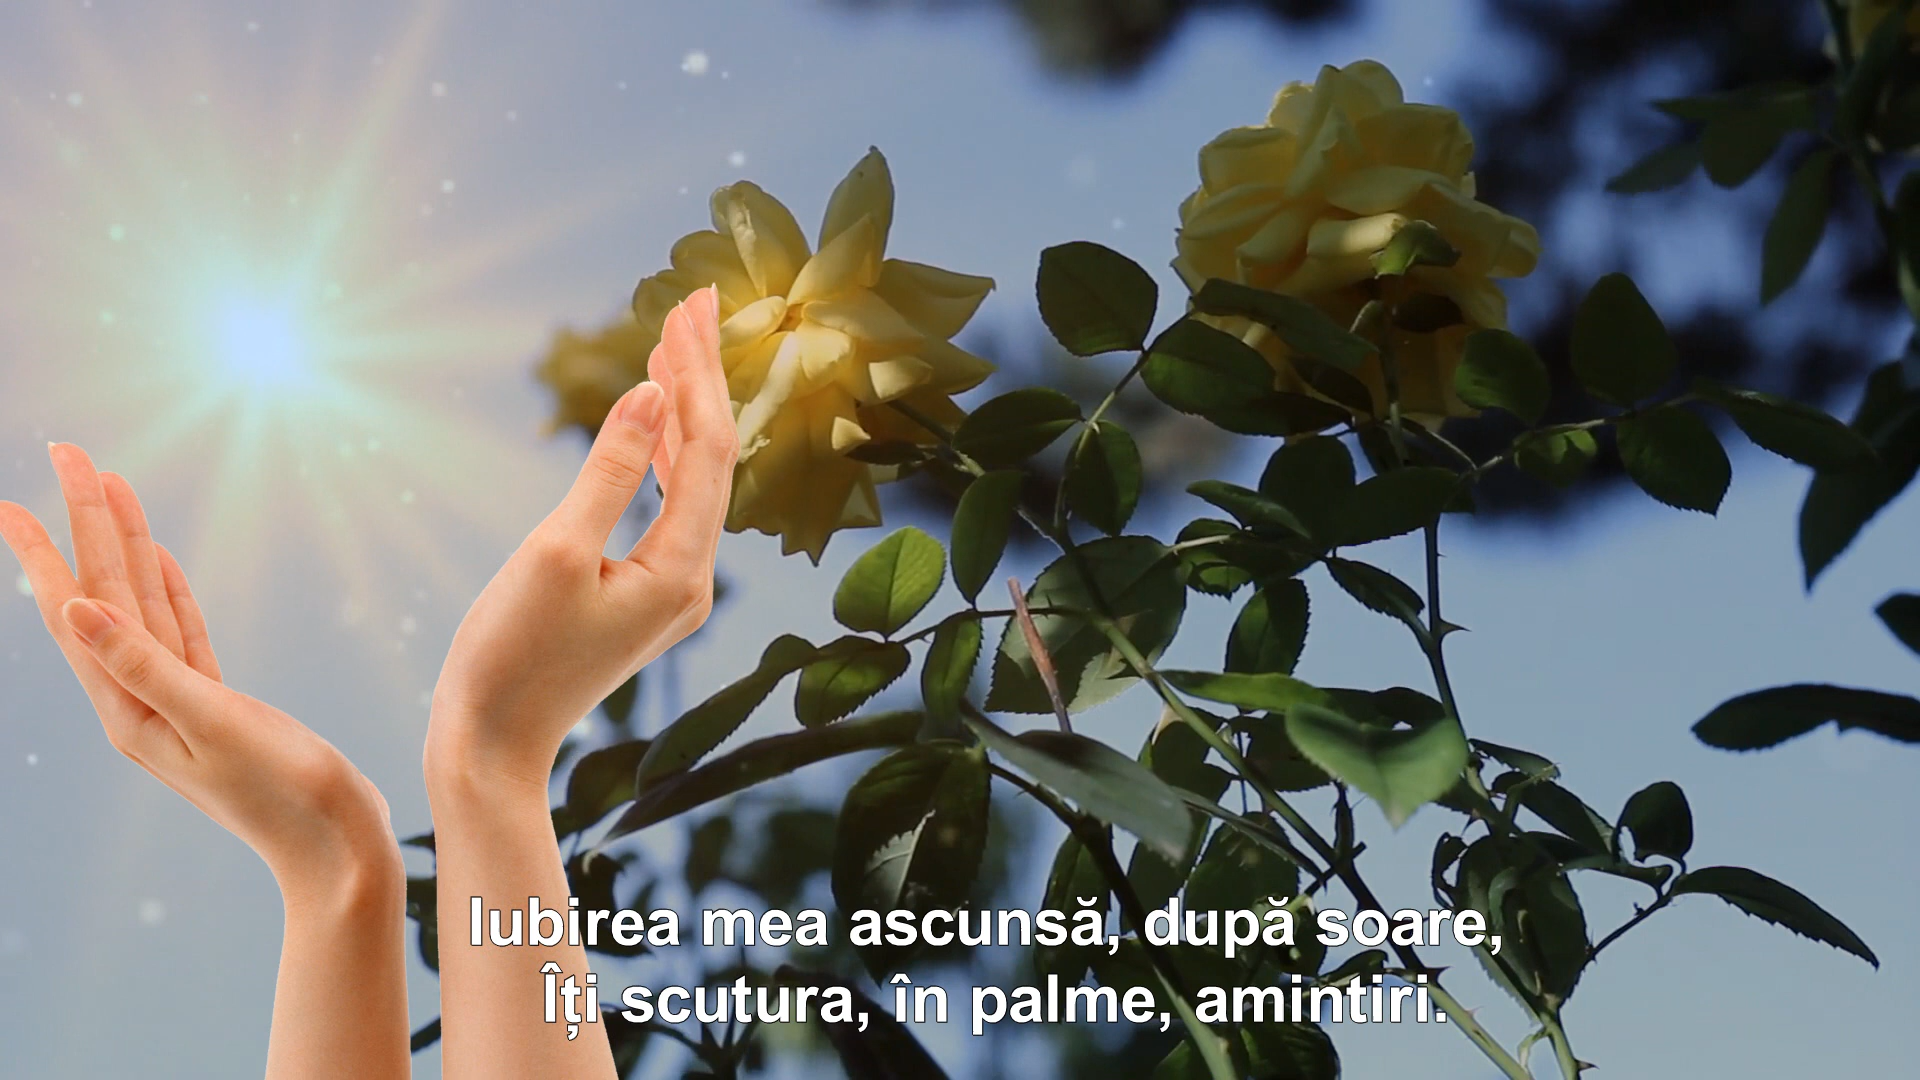 Iubirea mea ascunsă, după soare,
Îți scutura, în palme, amintiri.